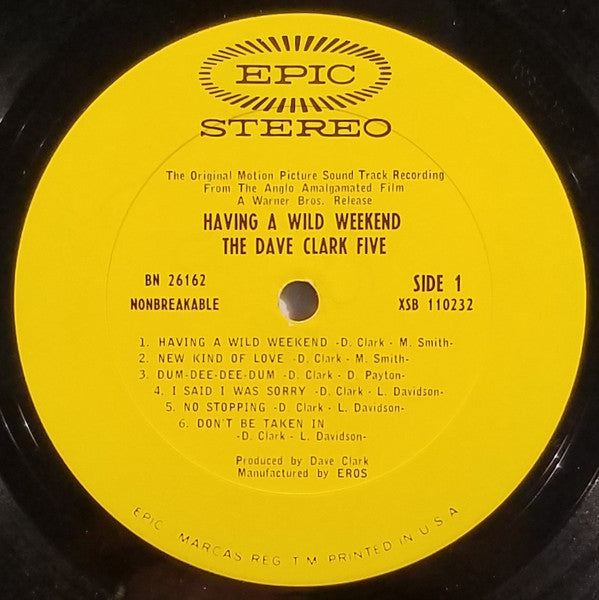 EPIC
STEREO
The Original Motion Picture Sound Track Recording
From The Anglo Amalgamated Film
A Warner Bros. Release
HAVING A WILD WEEKEND
THE DAVE CLARK FIVE
BN 26162
NONBREAKABLE
SIDE 1
XSB 110232
1. HAVING A WILD WEEKEND -D. Clark - M. Smith-
2. NEW KIND OF LOVE -D. Clark - M. Smith-
3. DUM-DEE-DEE-DUM -D. Clark - D. Payton-
4. I SAID I WAS SORRY -D. Clark - L. Davidson-
5. NO STOPPING -D. Clark - L. Davidson-
6. DON'T BE TAKEN IN
-D. Clark - L. Davidson-
Produced by Dave Clark
Manufactured by EROS
EPIC. MARCAS REG. T.M. PRINTED IN U.S.A.